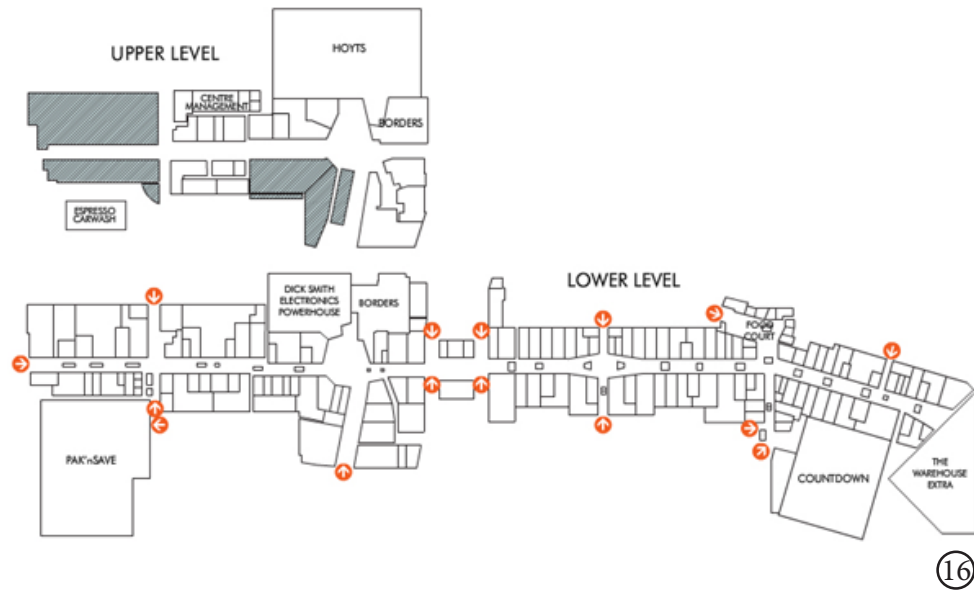 UPPER LEVEL
HOYTS
CENTRE
MANAGEMENT
BORDERS
ESPRESSO
CARWASH
LOWER LEVEL
DICK SMITH
ELECTRONICS
POWERHOUSE
BORDERS
FOOD
COURT
PAK'nSAVE
COUNTDOWN
THE
WAREHOUSE
EXTRA
16